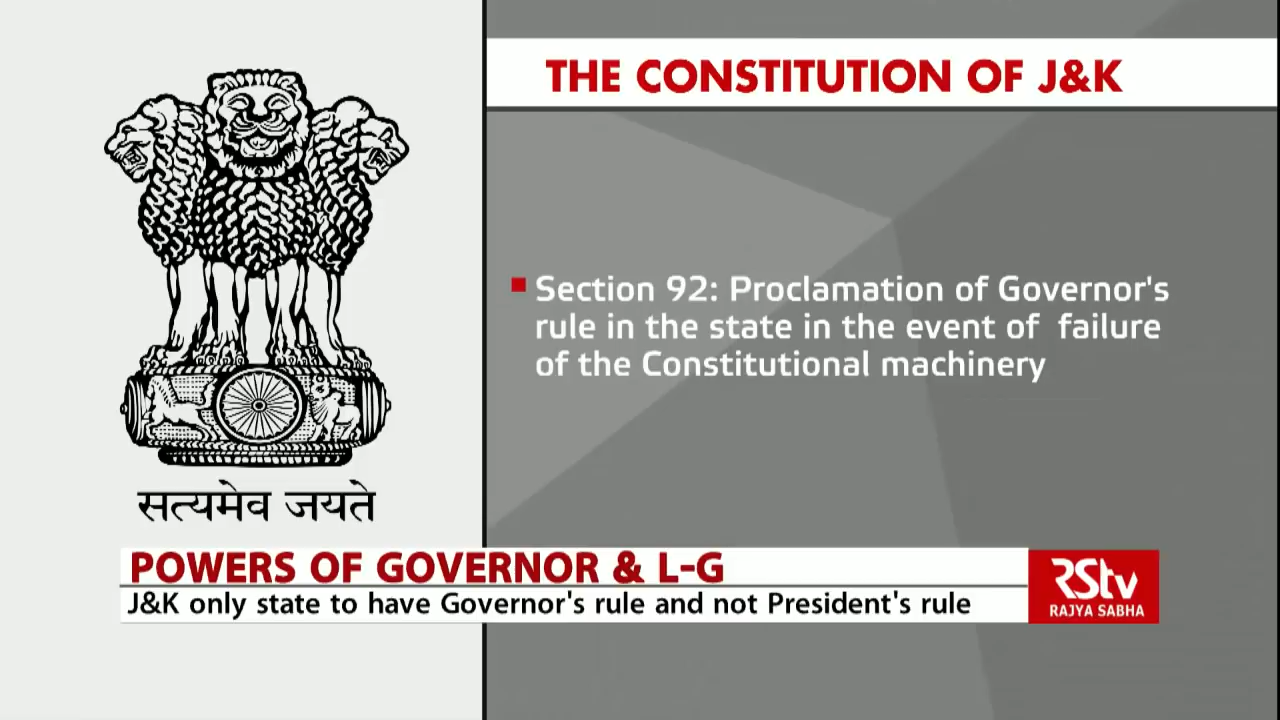 THE CONSTITUTION OF J&K
Section 92: Proclamation of Governor's
rule in the state in the event of failure
of the Constitutional machinery
सत्यमेव जयते
POWERS OF GOVERNOR & L-G
J&K only state to have Governor's rule and not President's rule
RStv
RAJYA SABHA